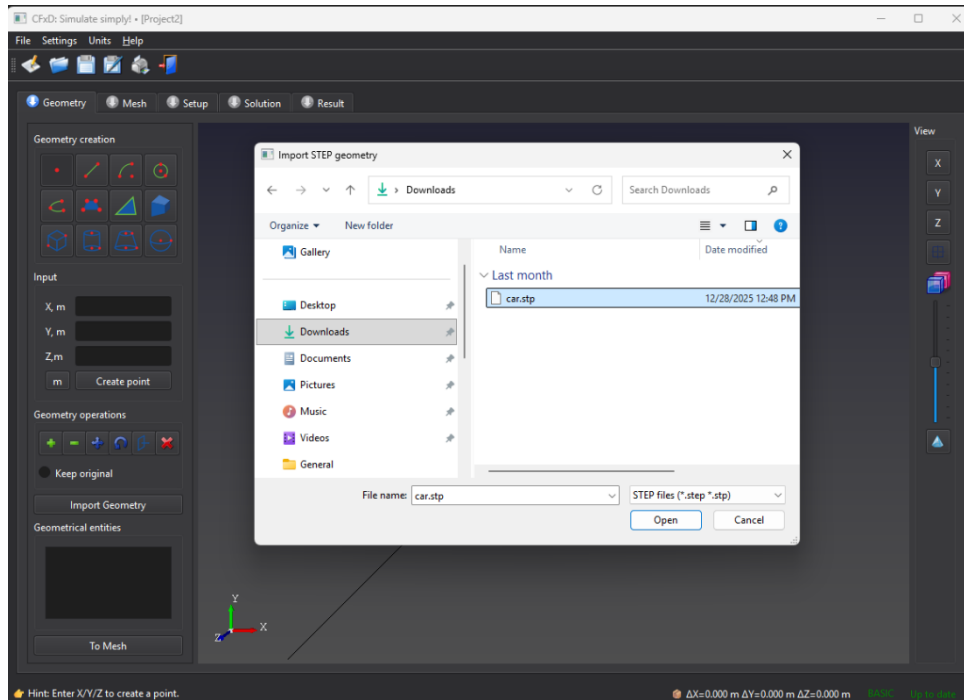 CFxD: Simulate simply! • [Project2]
File Settings Units Help
Geometry Mesh Setup Solution Result
Geometry creation
Input
X, m
Y, m
Z,m
m Create point
Geometry operations
Keep original
Import Geometry
Geometrical entities
To Mesh
Import STEP geometry
Downloads
Search Downloads
Organize New folder
Gallery
Desktop
Downloads
Documents
Pictures
Music
Videos
General
Name Date modified
Last month
car.stp 12/28/2025 12:48 PM
File name: car.stp STEP files (*.step *.stp)
Open Cancel
View
X
Y
Z
Y
Z X
Hint: Enter X/Y/Z to create a point. ΔX=0.000 m ΔY=0.000 m ΔZ=0.000 m BASIC Up to date